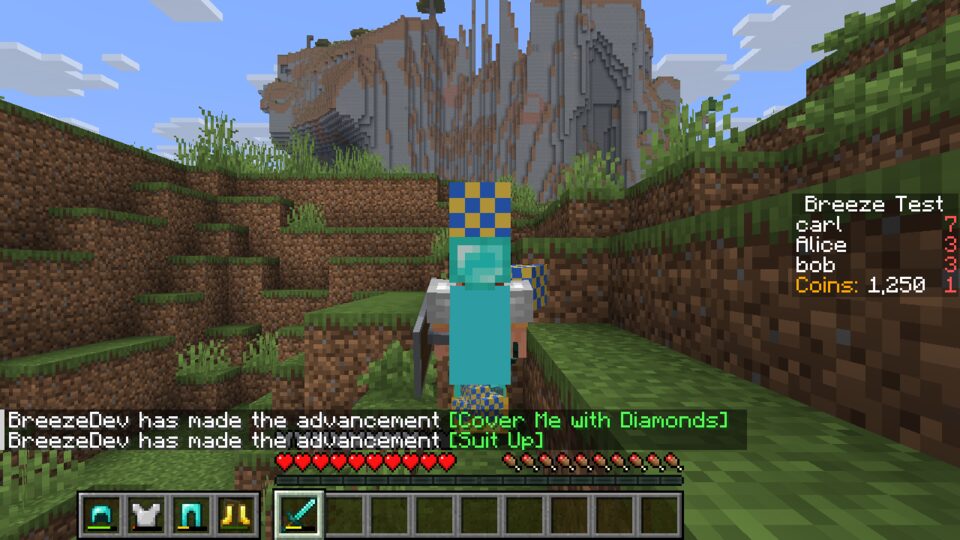 Breeze Test
carl 7
Alice 3
bob 3
Coins: 1,250 1
BreezeDev has made the advancement [Cover Me with Diamonds]
BreezeDev has made the advancement [Suit Up]